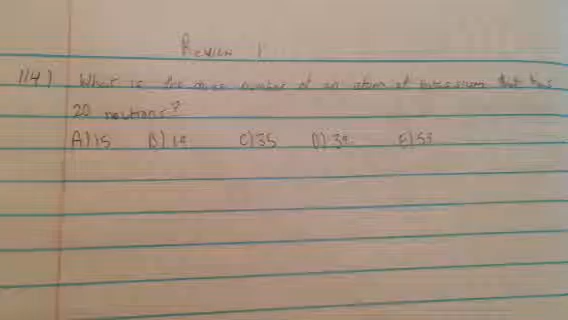 Review 1
114) What is the mass number of an atom of potassium that has
20 neutrons?
A) 15 B) 19 C) 35 D) 39 E) 59